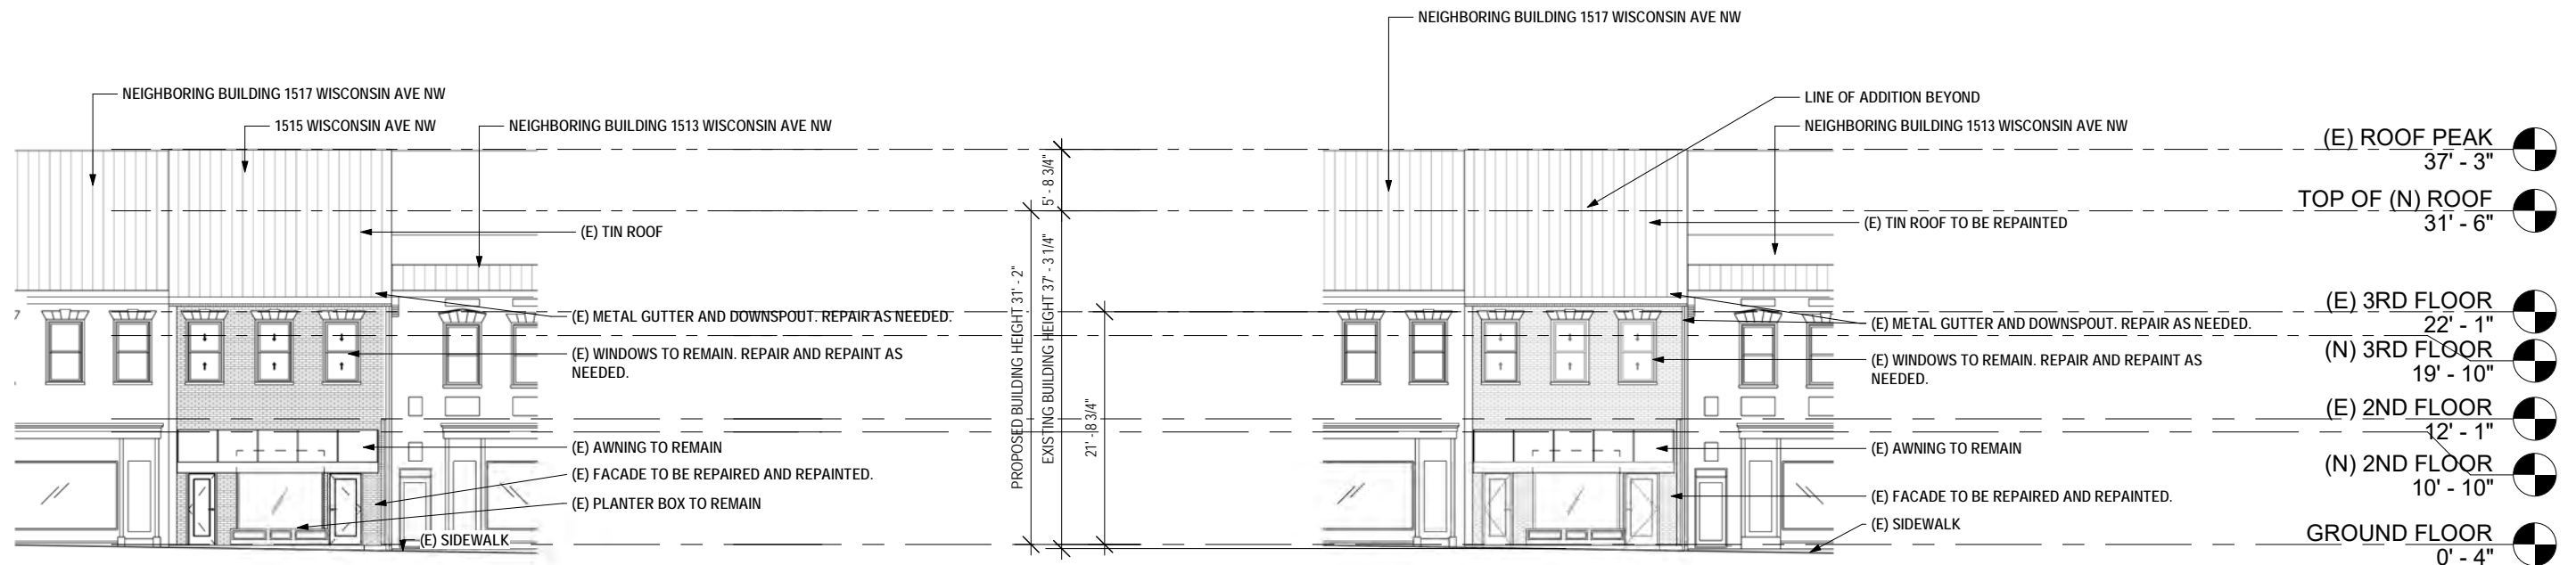 NEIGHBORING BUILDING 1517 WISCONSIN AVE NW
1515 WISCONSIN AVE NW
NEIGHBORING BUILDING 1513 WISCONSIN AVE NW
(E) TIN ROOF
(E) METAL GUTTER AND DOWNSPOUT. REPAIR AS NEEDED.
(E) WINDOWS TO REMAIN. REPAIR AND REPAINT AS
NEEDED.
(E) AWNING TO REMAIN
(E) FACADE TO BE REPAIRED AND REPAINTED.
(E) PLANTER BOX TO REMAIN
(E) SIDEWALK
PROPOSED BUILDING HEIGHT 31' - 2"
EXISTING BUILDING HEIGHT 37' - 3 1/4"
5' - 8 3/4"
21' - 8 3/4"
NEIGHBORING BUILDING 1517 WISCONSIN AVE NW
LINE OF ADDITION BEYOND
NEIGHBORING BUILDING 1513 WISCONSIN AVE NW
(E) TIN ROOF TO BE REPAINTED
(E) METAL GUTTER AND DOWNSPOUT. REPAIR AS NEEDED.
(E) WINDOWS TO REMAIN. REPAIR AND REPAINT AS
NEEDED.
(E) AWNING TO REMAIN
(E) FACADE TO BE REPAIRED AND REPAINTED.
(E) SIDEWALK
(E) ROOF PEAK
37' - 3"
TOP OF (N) ROOF
31' - 6"
(E) 3RD FLOOR
22' - 1"
(N) 3RD FLOOR
19' - 10"
(E) 2ND FLOOR
12' - 1"
(N) 2ND FLOOR
10' - 10"
GROUND FLOOR
0' - 4"